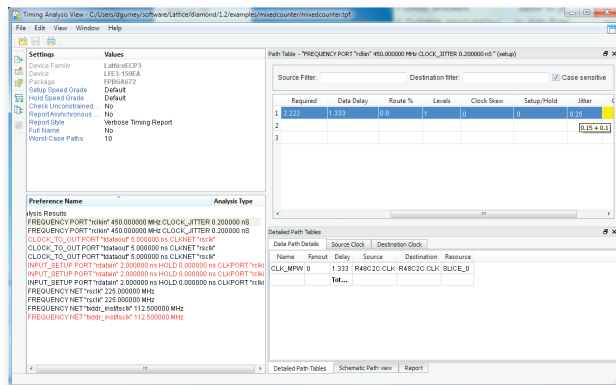 Timing Analysis View - C:/Users/dgurney/software/Lattice/diamond/1.2/examples/mixedcounter/mixedcounter.tpf
File Edit View Window Help
Settings Values
Device Family LatticeECP3
Device LFE3-150EA
Package FPBGA672
Setup Speed Grade Default
Hold Speed Grade Default
Check Unconstrained... No
Report Asynchronous ... No
Report Style Verbose Timing Report
Full Name No
Worst-Case Paths 10
Preference Name Analysis Type
lysis Results
FREQUENCY PORT "rclkin" 450.000000 MHz CLOCK_JITTER 0.200000 nS
FREQUENCY PORT "rclkin" 450.000000 MHz CLOCK_JITTER 0.200000 nS
CLOCK_TO_OUT PORT "tdataout" 5.000000 ns CLKNET "rsclk"
CLOCK_TO_OUT PORT "tdataout" 5.000000 ns CLKNET "rsclk"
INPUT_SETUP PORT "rdatain" 2.000000 ns HOLD 0.000000 ns CLKPORT "rclki
INPUT_SETUP PORT "rdatain" 2.000000 ns HOLD 0.000000 ns CLKPORT "rclki
INPUT_SETUP PORT "rdatain" 2.000000 ns HOLD 0.000000 ns CLKPORT "rclki
FREQUENCY NET "rsclk" 225.000000 MHz
FREQUENCY NET "rsclk" 225.000000 MHz
FREQUENCY NET "txddr_inst/tsclk" 112.500000 MHz
FREQUENCY NET "txddr_inst/tsclk" 112.500000 MHz
Path Table - "FREQUENCY PORT "rclkin" 450.000000 MHz CLOCK_JITTER 0.200000 nS " (setup)
Source Filter: Destination filter: Case sensitive
Required Data Delay Route % Levels Clock Skew Setup/Hold Jitter
1 2.222 1.333 0.0 1 0 0 0.25
2 0.15 + 0.1
3
Detailed Path Tables
Data Path Details Source Clock Destination Clock
Name Fanout Delay Source Destination Resource
CLK_MPW 0 1.333 R48C2C.CLK R48C2C.CLK SLICE_0
Tot...
Detailed Path Tables Schematic Path view Report